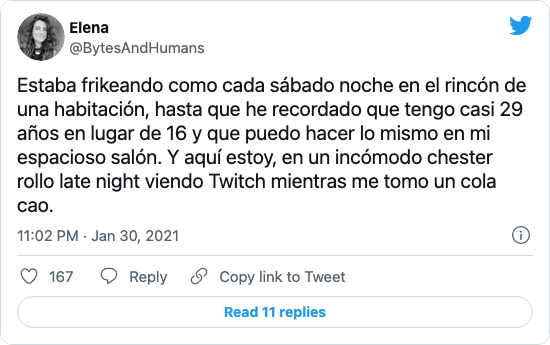 Elena
@BytesAndHumans
Estaba frikeando como cada sábado noche en el rincón de
una habitación, hasta que he recordado que tengo casi 29
años en lugar de 16 y que puedo hacer lo mismo en mi
espacioso salón. Y aquí estoy, en un incómodo chester
rollo late night viendo Twitch mientras me tomo un cola
cao.
11:02 PM · Jan 30, 2021
167 Reply Copy link to Tweet
Read 11 replies